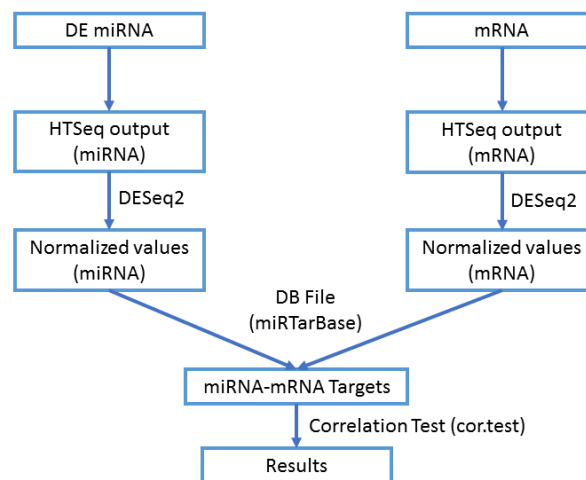 DE miRNA
mRNA
HTSeq output
(miRNA)
HTSeq output
(mRNA)
DESeq2
DESeq2
Normalized values
(miRNA)
Normalized values
(mRNA)
DB File
(miRTarBase)
miRNA-mRNA Targets
Correlation Test (cor.test)
Results